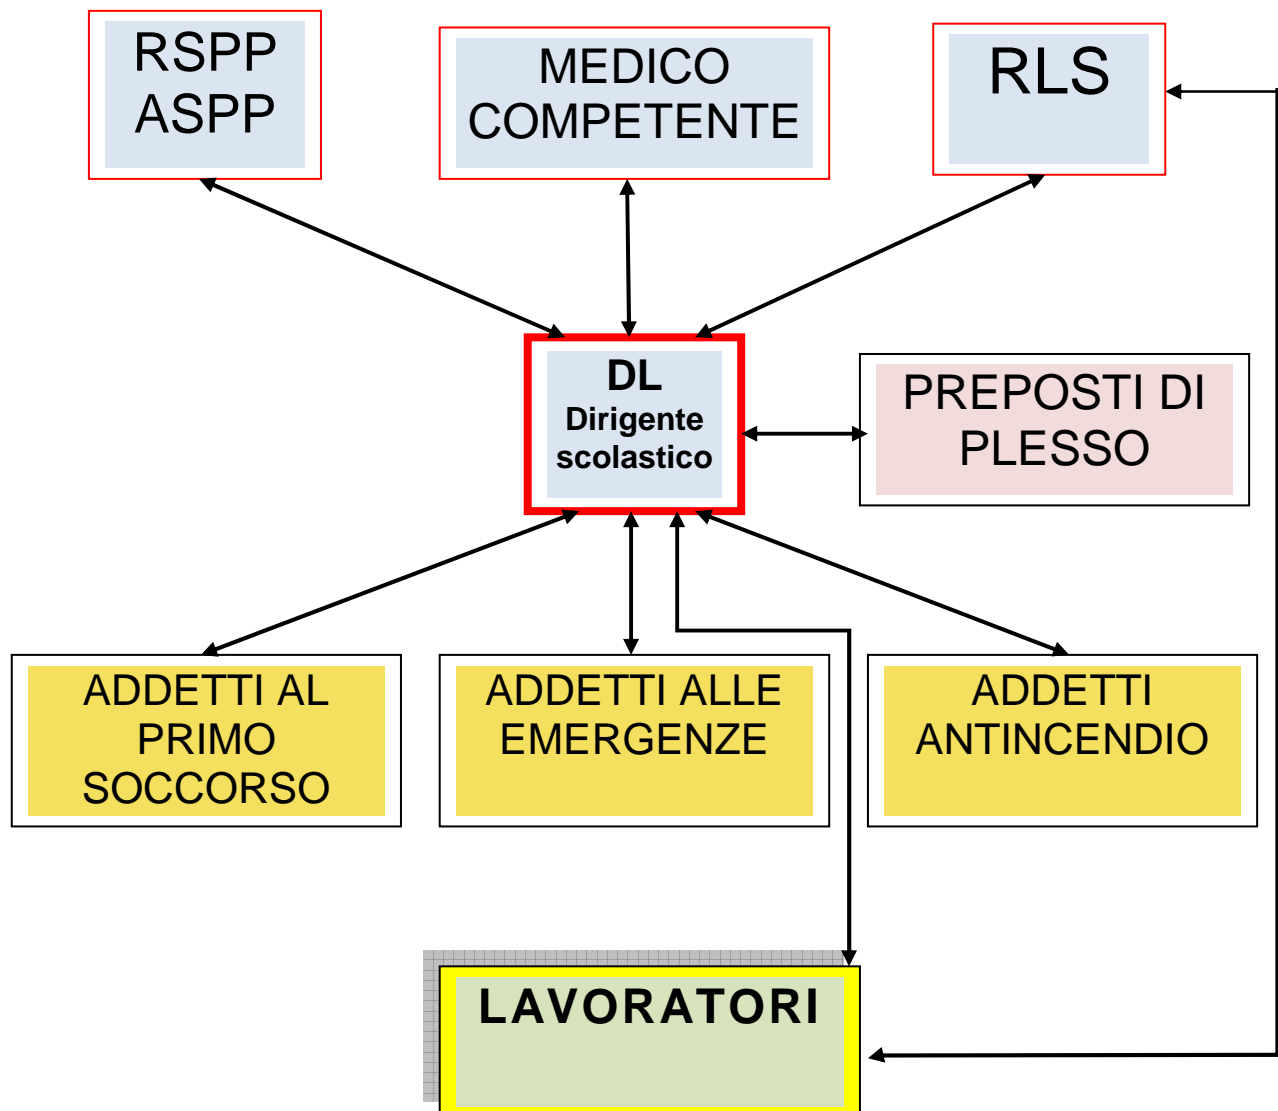 RSPP
ASPP
MEDICO
COMPETENTE
RLS
DL
Dirigente
scolastico
PREPOSTI DI
PLESSO
ADDETTI AL
PRIMO
SOCCORSO
ADDETTI ALLE
EMERGENZE
ADDETTI
ANTINCENDIO
LAVORATORI